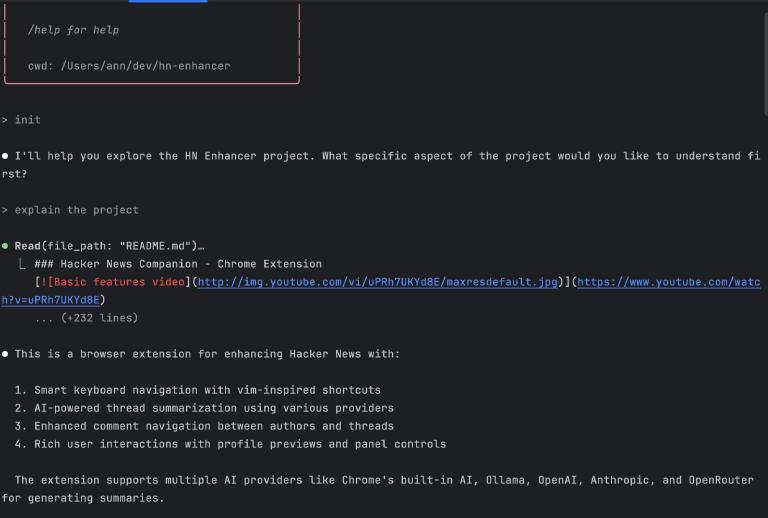 /help for help
cwd: /Users/ann/dev/hn-enhancer
> init
● I'll help you explore the HN Enhancer project. What specific aspect of the project would you like to understand fi
rst?
> explain the project
● Read(file_path: "README.md")…
⎿ ### Hacker News Companion - Chrome Extension
[![Basic features video](http://img.youtube.com/vi/uPRh7UKYd8E/maxresdefault.jpg)](https://www.youtube.com/watc
h?v=uPRh7UKYd8E)
... (+232 lines)
● This is a browser extension for enhancing Hacker News with:
1. Smart keyboard navigation with vim-inspired shortcuts
2. AI-powered thread summarization using various providers
3. Enhanced comment navigation between authors and threads
4. Rich user interactions with profile previews and panel controls
The extension supports multiple AI providers like Chrome's built-in AI, Ollama, OpenAI, Anthropic, and OpenRouter
for generating summaries.